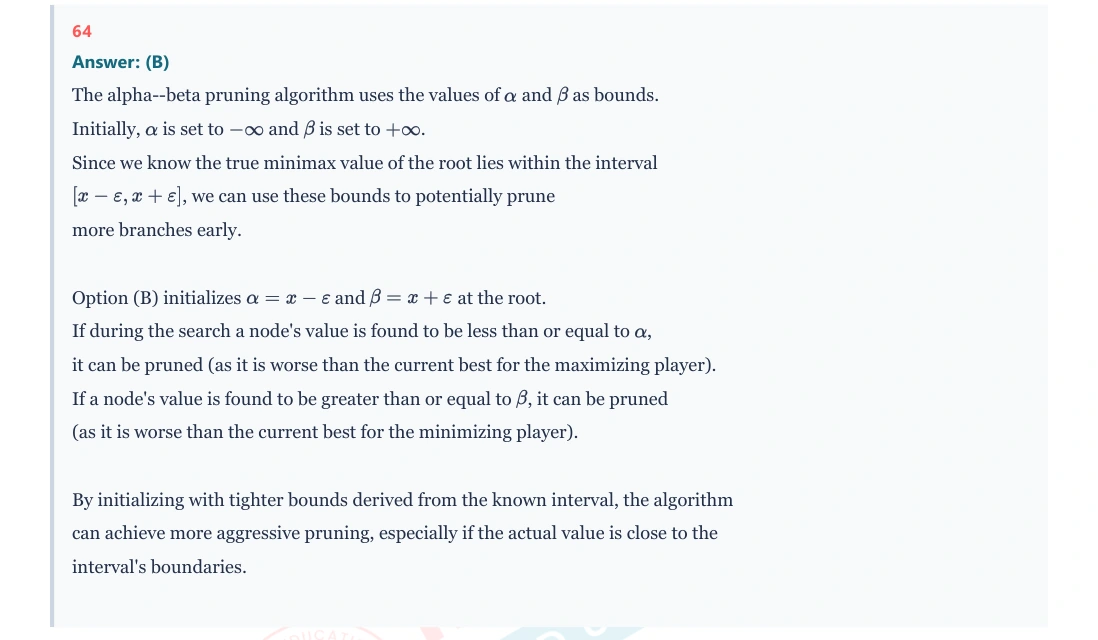 64
Answer: (B)
The alpha--beta pruning algorithm uses the values of α and β as bounds.
Initially, α is set to −∞ and β is set to +∞.
Since we know the true minimax value of the root lies within the interval
[x − ε, x + ε], we can use these bounds to potentially prune
more branches early.
Option (B) initializes α = x − ε and β = x + ε at the root.
If during the search a node's value is found to be less than or equal to α,
it can be pruned (as it is worse than the current best for the maximizing player).
If a node's value is found to be greater than or equal to β, it can be pruned
(as it is worse than the current best for the minimizing player).
By initializing with tighter bounds derived from the known interval, the algorithm
can achieve more aggressive pruning, especially if the actual value is close to the
interval's boundaries.